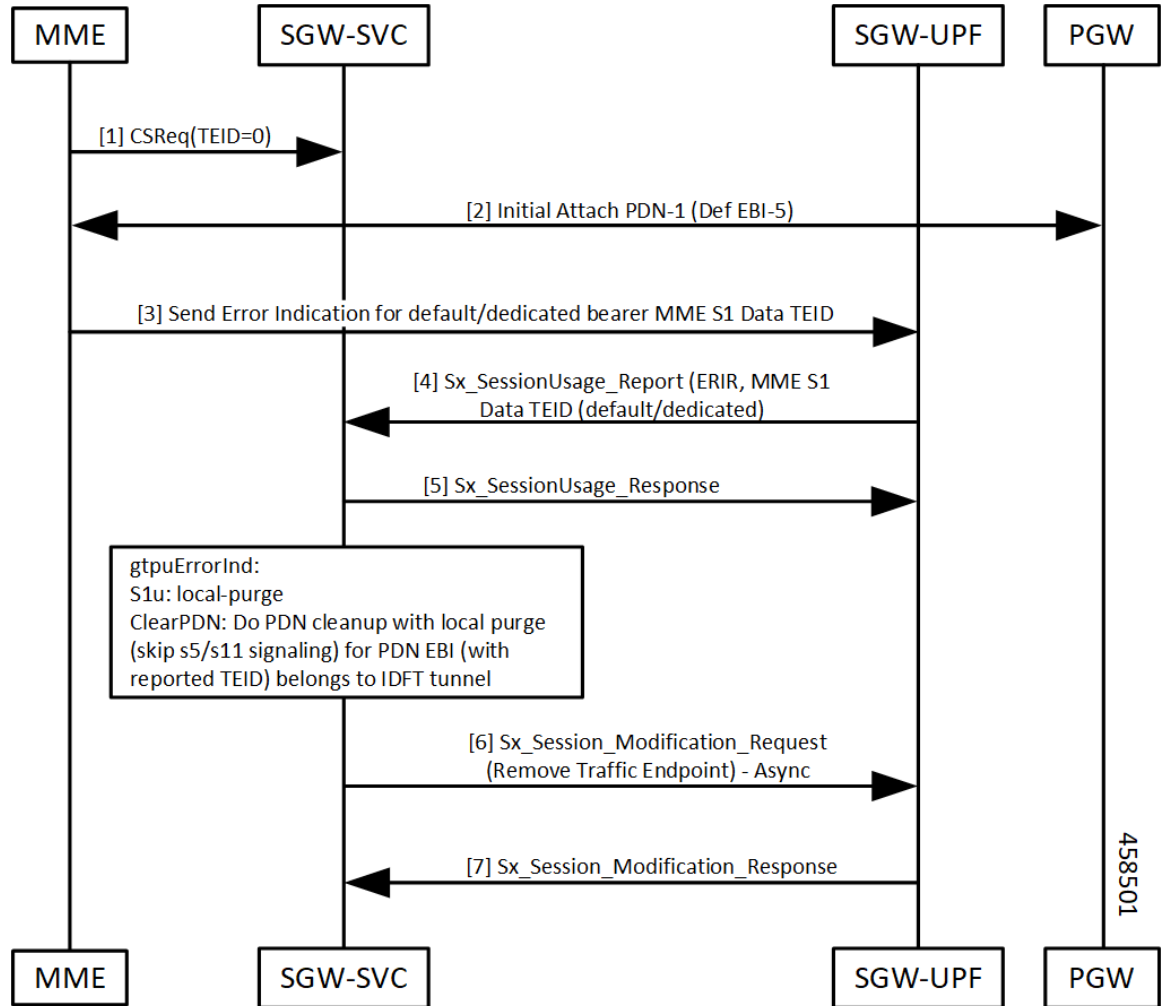 MME
SGW-SVC
SGW-UPF
PGW
[1] CSReq(TEID=0)
[2] Initial Attach PDN-1 (Def EBI-5)
[3] Send Error Indication for default/dedicated bearer MME S1 Data TEID
[4] Sx_SessionUsage_Report (ERIR, MME S1
Data TEID (default/dedicated)
[5] Sx_SessionUsage_Response
gtpuErrorInd:
S1u: local-purge
ClearPDN: Do PDN cleanup with local purge
(skip s5/s11 signaling) for PDN EBI (with
reported TEID) belongs to IDFT tunnel
[6] Sx_Session_Modification_Request
(Remove Traffic Endpoint) - Async
[7] Sx_Session_Modification_Response
458501
MME
SGW-SVC
SGW-UPF
PGW